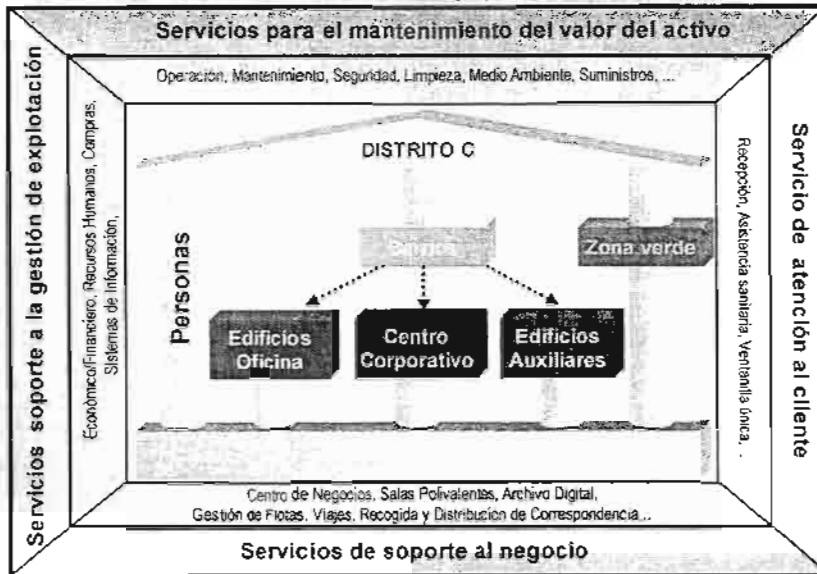 Servicios para el mantenimiento del valor del activo
Operación, Mantenimiento, Seguridad, Limpieza, Medio Ambiente, Suministros, ...
Servicios soporte a la gestión de explotación
Económico/Financiero, Recursos Humanos, Compras,
Sistemas de Información,
DISTRITO C
Personas
Zona verde
Edificios
Oficina
Centro
Corporativo
Edificios
Auxiliares
Recepción, Asistencia sanitaria, Ventanilla única, ..
Servicio de atención al cliente
Centro de Negocios, Salas Polivalentes, Archivo Digital,
Gestión de Flotas, Viajes, Recogida y Distribución de Correspondencia...
Servicios de soporte al negocio